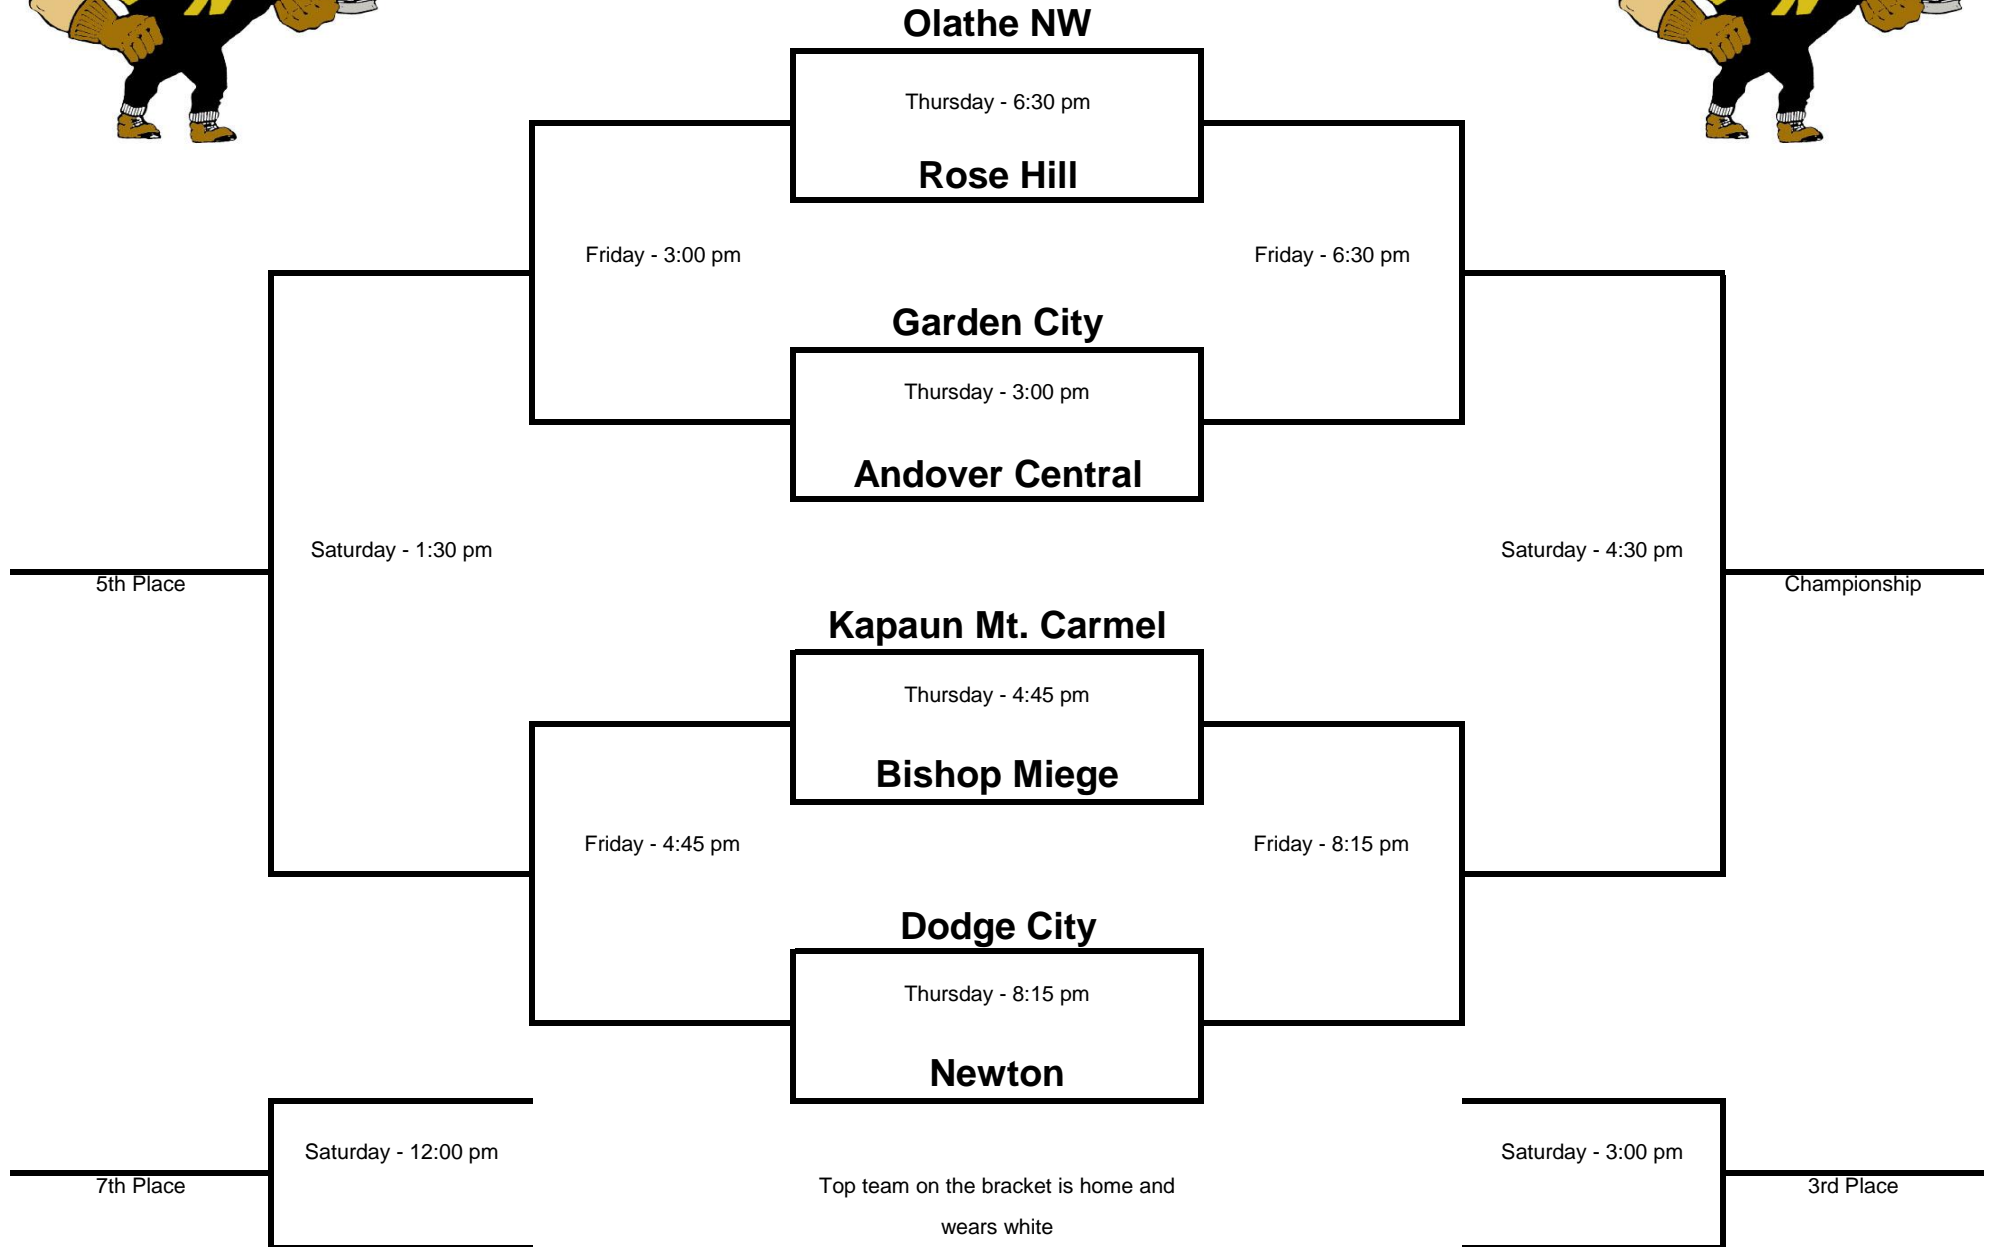 Olathe NW
Thursday - 6:30 pm
Rose Hill
Friday - 3:00 pm
Friday - 6:30 pm
Garden City
Thursday - 3:00 pm
Andover Central
Saturday - 1:30 pm
Saturday - 4:30 pm
5th Place
Championship
Kapaun Mt. Carmel
Thursday - 4:45 pm
Bishop Miege
Friday - 4:45 pm
Friday - 8:15 pm
Dodge City
Thursday - 8:15 pm
Newton
Saturday - 12:00 pm
Saturday - 3:00 pm
7th Place
Top team on the bracket is home and
3rd Place
wears white